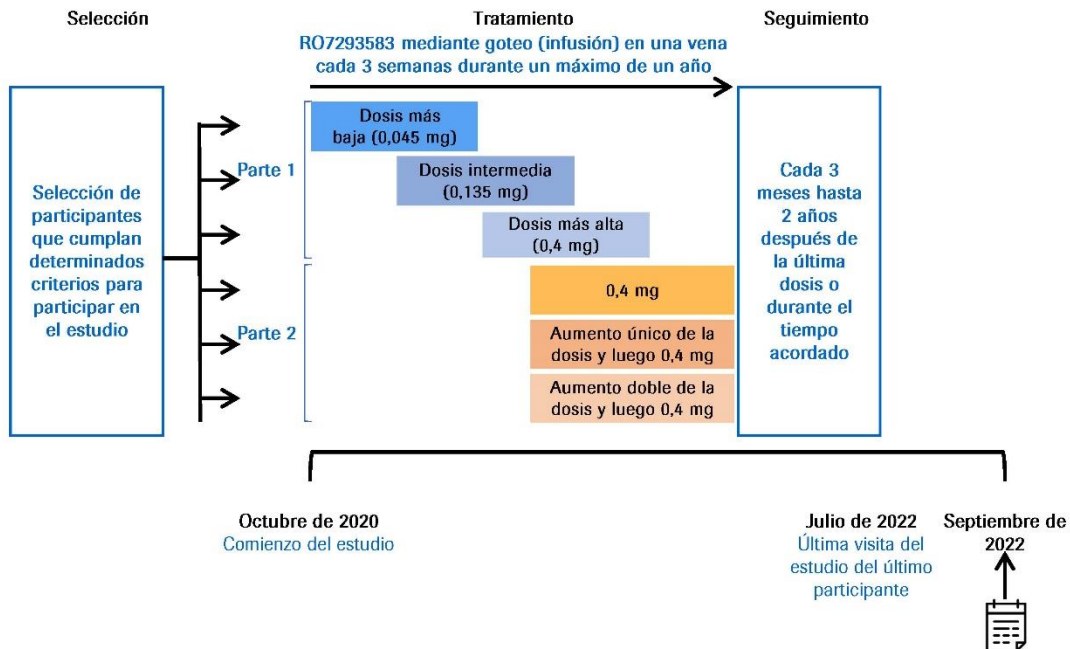 Selección
Tratamiento
RO7293583 mediante goteo (infusión) en una vena
cada 3 semanas durante un máximo de un año
Seguimiento
Selección de
participantes
que cumplan
determinados
criterios para
participar en
el estudio
Parte 1
Dosis más
baja (0,045 mg)
Dosis intermedia
(0,135 mg)
Dosis más alta
(0,4 mg)
Parte 2
0,4 mg
Aumento único de la
dosis y luego 0,4 mg
Aumento doble de la
dosis y luego 0,4 mg
Cada 3
meses hasta
2 años
después de
la última
dosis o
durante el
tiempo
acordado
Octubre de 2020
Comienzo del estudio
Julio de 2022
Última visita del
estudio del último
participante
Septiembre de
2022